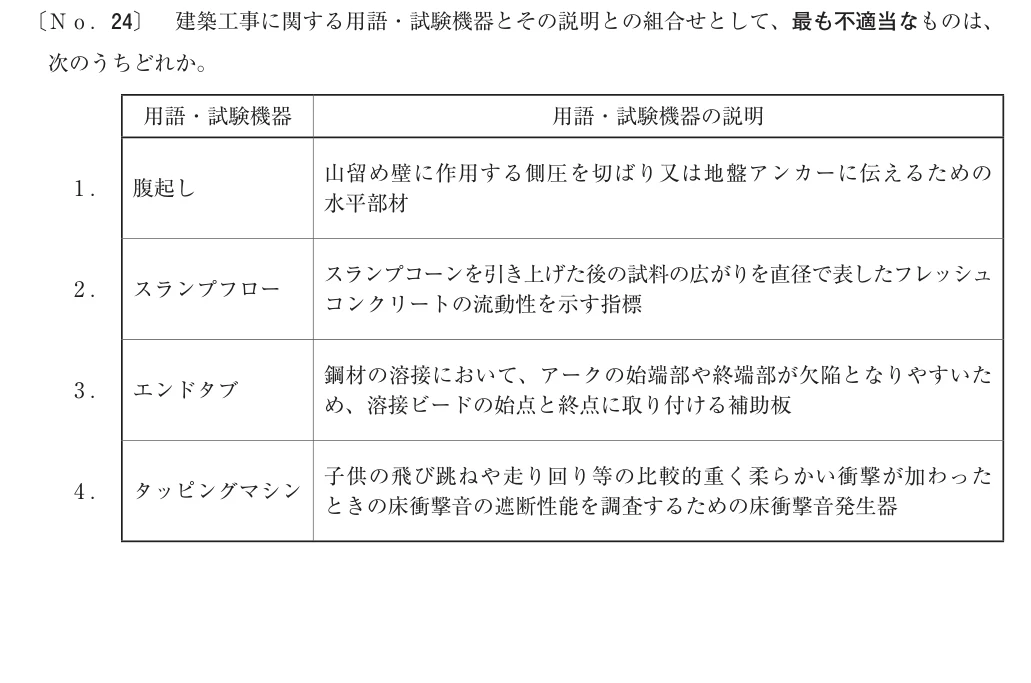 〔Ｎｏ．24〕　建築工事に関する用語・試験機器とその説明との組合せとして、最も不適当なものは、
次のうちどれか。
用語・試験機器　用語・試験機器の説明
１．　腹起し　山留め壁に作用する側圧を切ばり又は地盤アンカーに伝えるための
水平部材
２．　スランプフロー　スランプコーンを引き上げた後の試料の広がりを直径で表したフレッシュ
コンクリートの流動性を示す指標
３．　エンドタブ　鋼材の溶接において、アークの始端部や終端部が欠陥となりやすいた
め、溶接ビードの始点と終点に取り付ける補助板
４．　タッピングマシン　子供の飛び跳ねや走り回り等の比較的重く柔らかい衝撃が加わった
ときの床衝撃音の遮断性能を調査するための床衝撃音発生器